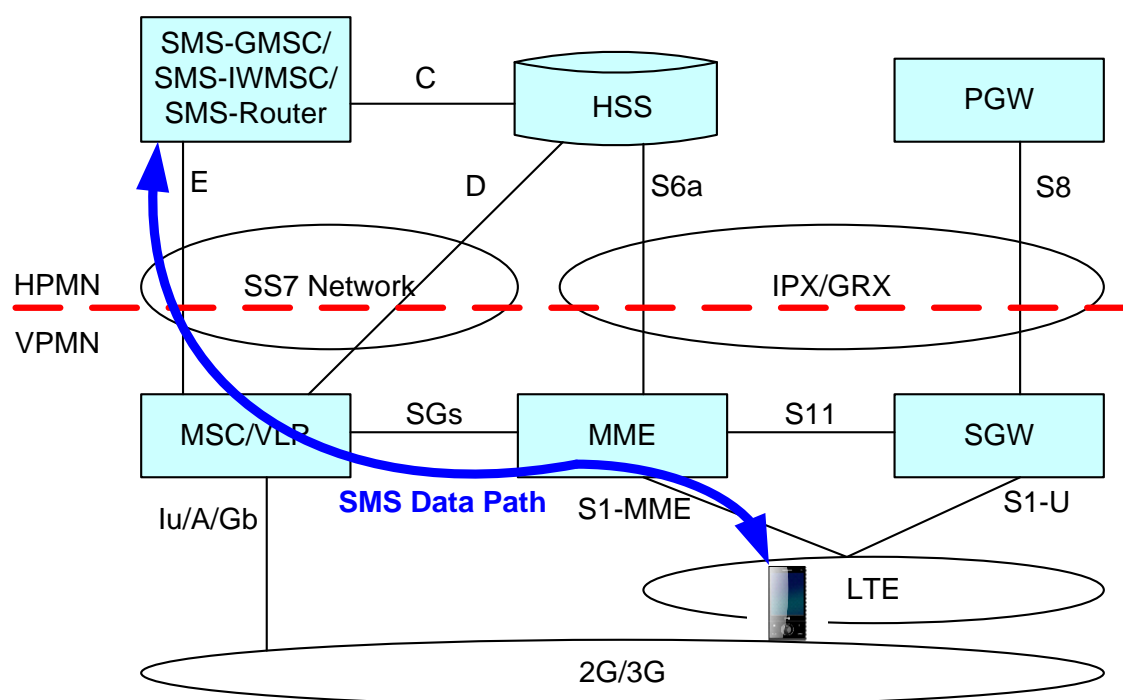 SMS-GMSC/
SMS-IWMSC/
SMS-Router
C
HSS
PGW
E
D
S6a
S8
HPMN
SS7 Network
IPX/GRX
VPMN
MSC/VLR
SGs
MME
S11
SGW
SMS Data Path
S1-MME
S1-U
Iu/A/Gb
LTE
2G/3G